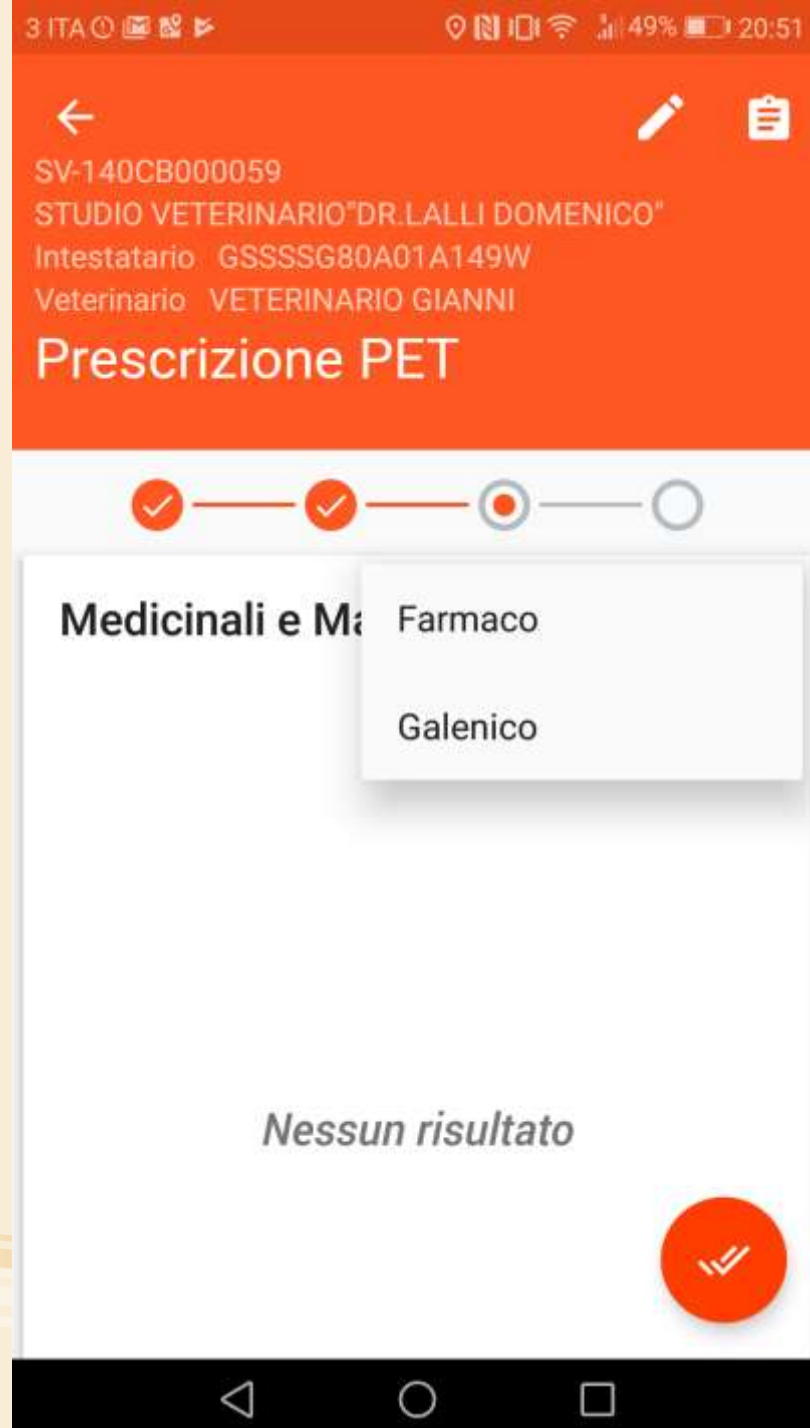 3 ITA 49% 20:51
SV-140CB000059
STUDIO VETERINARIO"DR.LALLI DOMENICO"
Intestatario GSSSSG80A01A149W
Veterinario VETERINARIO GIANNI
Prescrizione PET
Medicinali e Ma
Farmaco
Galenico
Nessun risultato